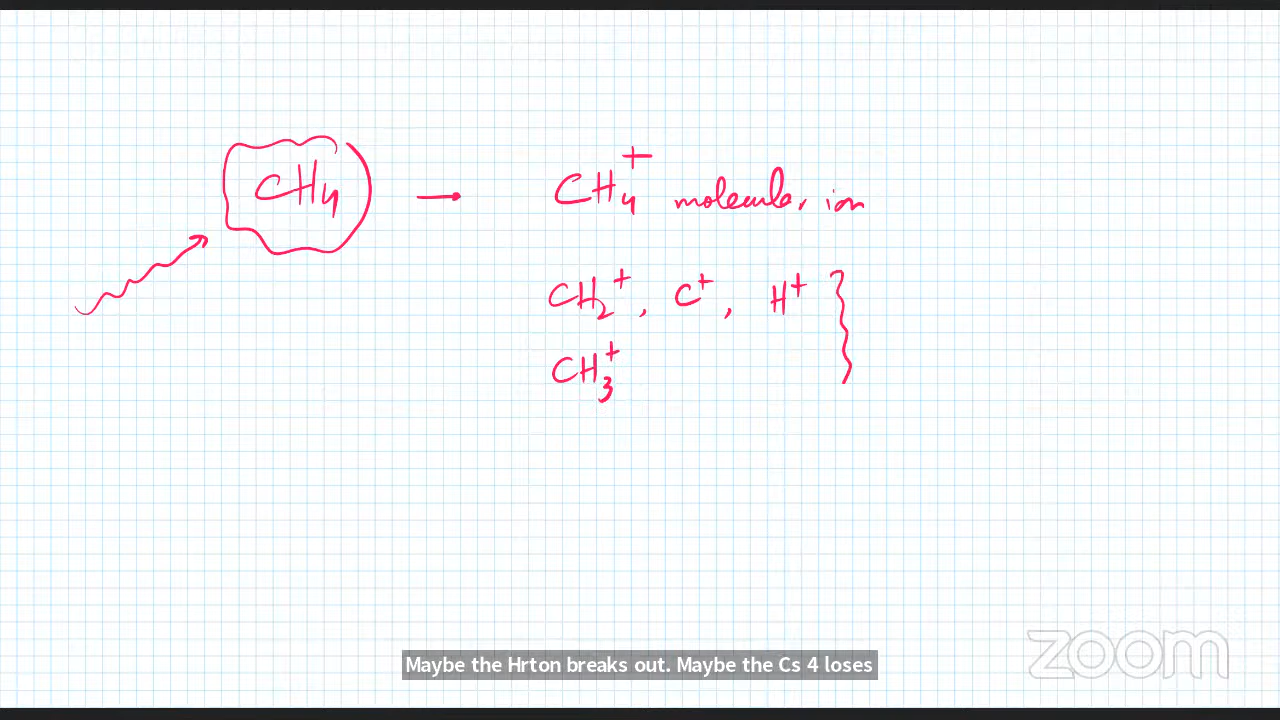 CH4 → CH4+ molecular ion
CH2+, C+, H+ }
CH3+
Maybe the Hrton breaks out. Maybe the Cs 4 loses
zoom